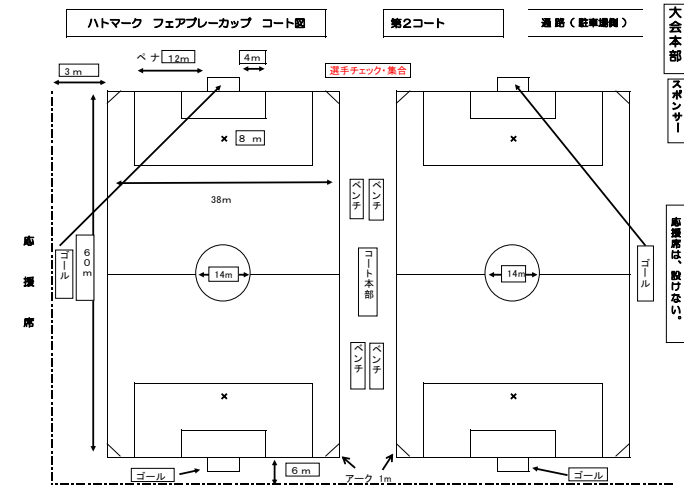 ハトマーク フェアプレーカップ コート図
第2コート
通路(駐車場側)
大会本部
スポンサー
ペナ 12m
4m
3m
選手チェック・集合
8 m
ベンチ
ベンチ
38m
応援席は、設けない。
応援席
ゴール
60m
14m
コート本部
14m
ゴール
ベンチ
ベンチ
ゴール
6m
アーク 1m
ゴール